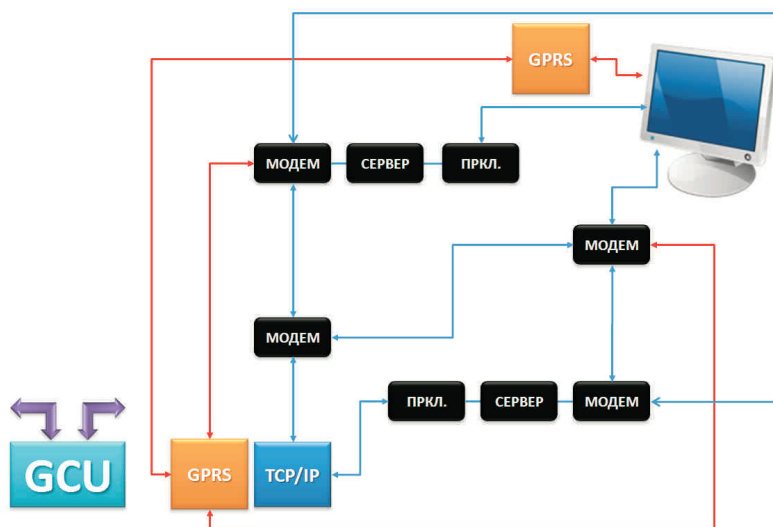 GPRS
МОДЕМ
СЕРВЕР
ПРКЛ.
МОДЕМ
МОДЕМ
ПРКЛ.
СЕРВЕР
МОДЕМ
GCU
GPRS
TCP/IP